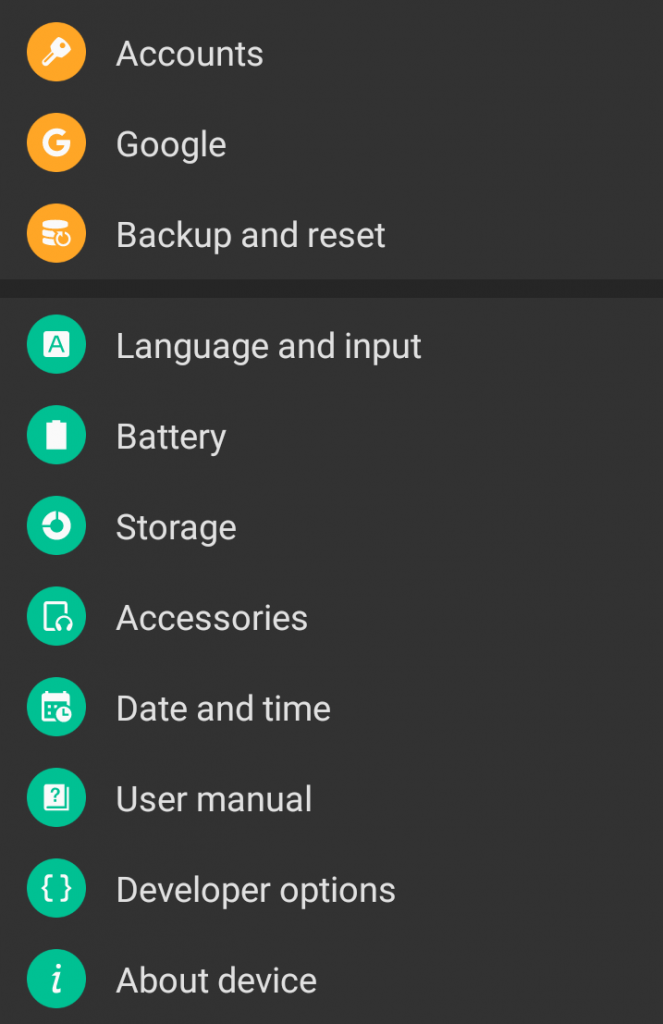 Accounts
Google
Backup and reset
Language and input
Battery
Storage
Accessories
Date and time
User manual
Developer options
About device